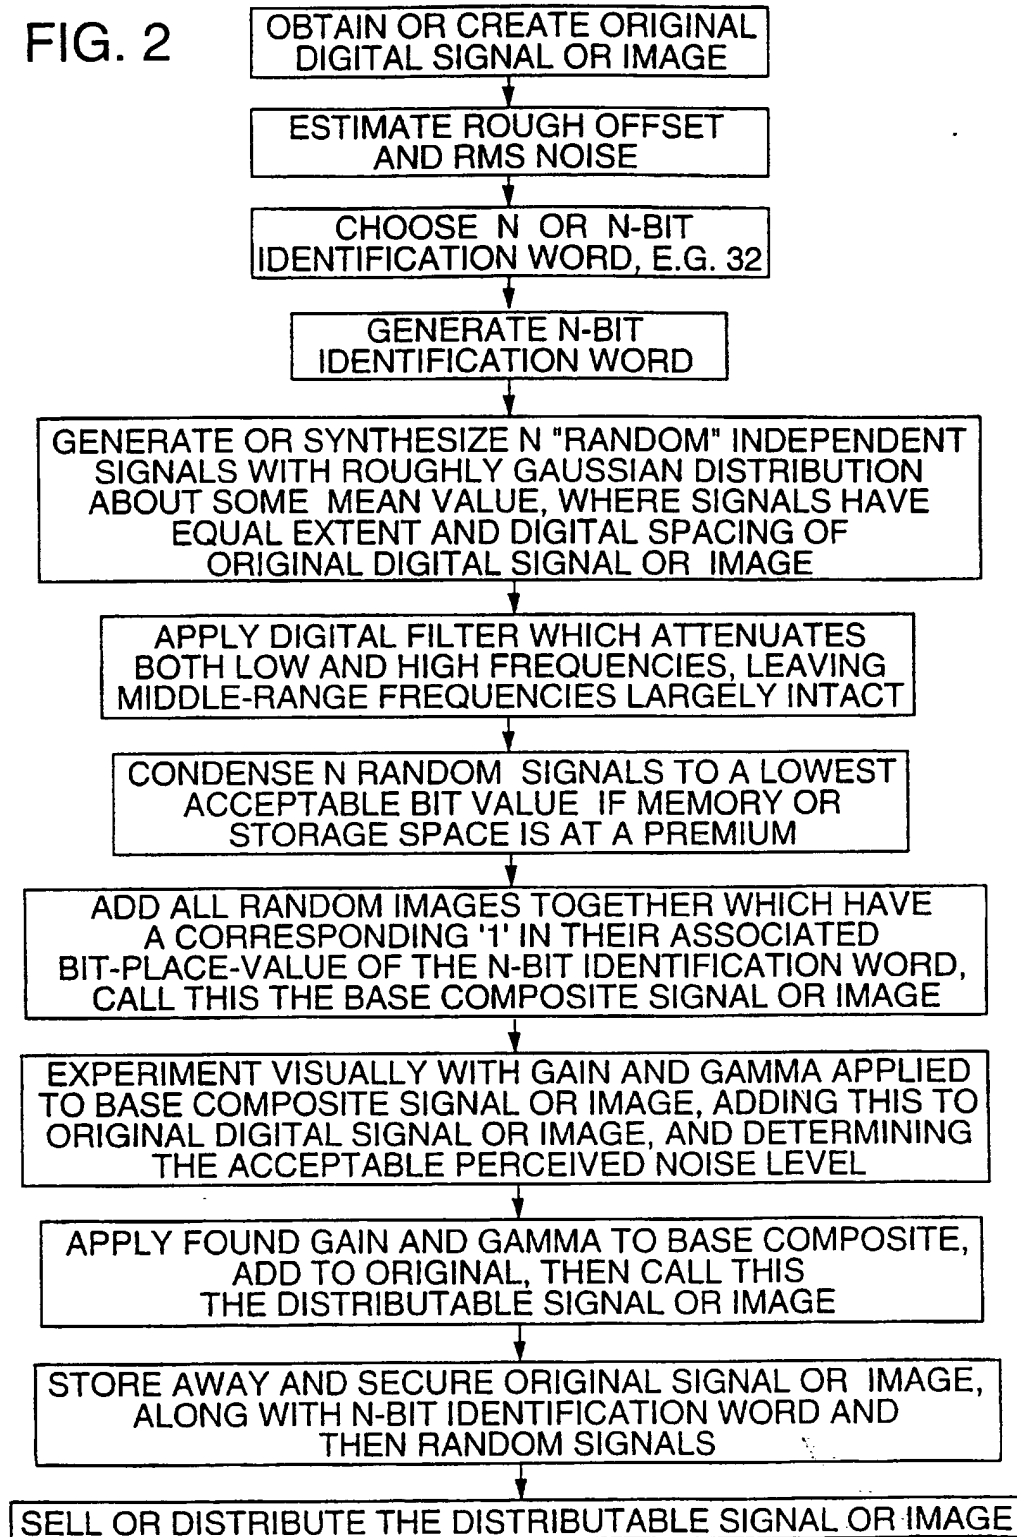 FIG. 2
OBTAIN OR CREATE ORIGINAL
DIGITAL SIGNAL OR IMAGE
ESTIMATE ROUGH OFFSET
AND RMS NOISE
CHOOSE N OR N-BIT
IDENTIFICATION WORD, E.G. 32
GENERATE N-BIT
IDENTIFICATION WORD
GENERATE OR SYNTHESIZE N "RANDOM" INDEPENDENT
SIGNALS WITH ROUGHLY GAUSSIAN DISTRIBUTION
ABOUT SOME MEAN VALUE, WHERE SIGNALS HAVE
EQUAL EXTENT AND DIGITAL SPACING OF
ORIGINAL DIGITAL SIGNAL OR IMAGE
APPLY DIGITAL FILTER WHICH ATTENUATES
BOTH LOW AND HIGH FREQUENCIES, LEAVING
MIDDLE-RANGE FREQUENCIES LARGELY INTACT
CONDENSE N RANDOM SIGNALS TO A LOWEST
ACCEPTABLE BIT VALUE IF MEMORY OR
STORAGE SPACE IS AT A PREMIUM
ADD ALL RANDOM IMAGES TOGETHER WHICH HAVE
A CORRESPONDING '1' IN THEIR ASSOCIATED
BIT-PLACE-VALUE OF THE N-BIT IDENTIFICATION WORD,
CALL THIS THE BASE COMPOSITE SIGNAL OR IMAGE
EXPERIMENT VISUALLY WITH GAIN AND GAMMA APPLIED
TO BASE COMPOSITE SIGNAL OR IMAGE, ADDING THIS TO
ORIGINAL DIGITAL SIGNAL OR IMAGE, AND DETERMINING
THE ACCEPTABLE PERCEIVED NOISE LEVEL
APPLY FOUND GAIN AND GAMMA TO BASE COMPOSITE,
ADD TO ORIGINAL, THEN CALL THIS
THE DISTRIBUTABLE SIGNAL OR IMAGE
STORE AWAY AND SECURE ORIGINAL SIGNAL OR IMAGE,
ALONG WITH N-BIT IDENTIFICATION WORD AND
THEN RANDOM SIGNALS
SELL OR DISTRIBUTE THE DISTRIBUTABLE SIGNAL OR IMAGE